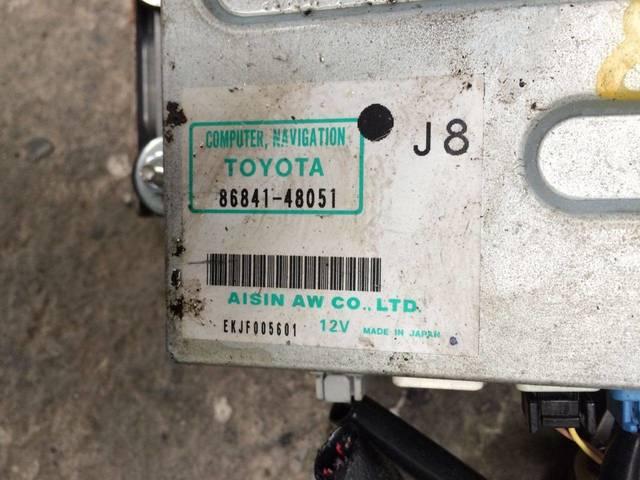 COMPUTER, NAVIGATION
TOYOTA
86841-48051
J8
AISIN AW CO., LTD.
EKJF005601 12V MADE IN JAPAN